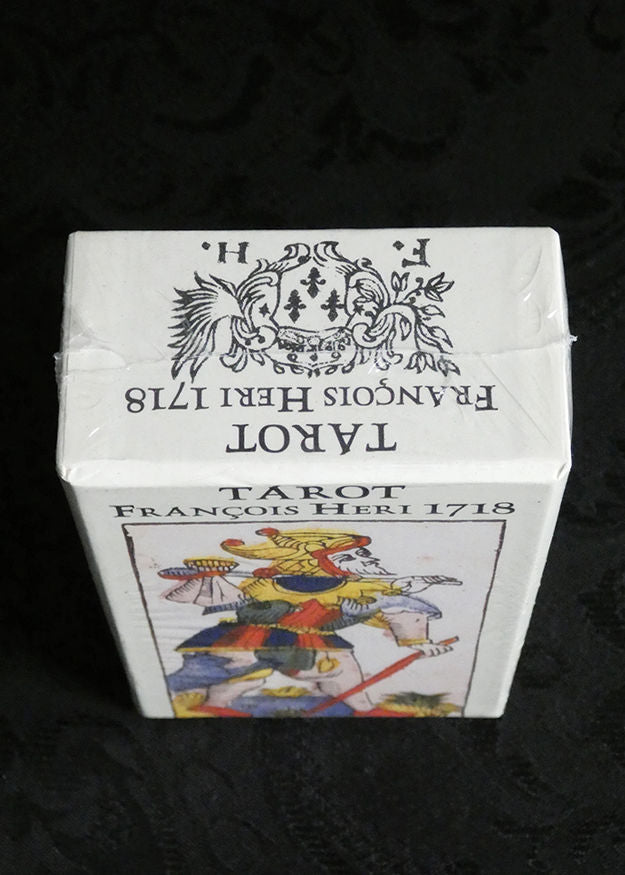 F. H.
FRANÇOIS HERI 1718
TAROT
TAROT
FRANÇOIS HERI 1718